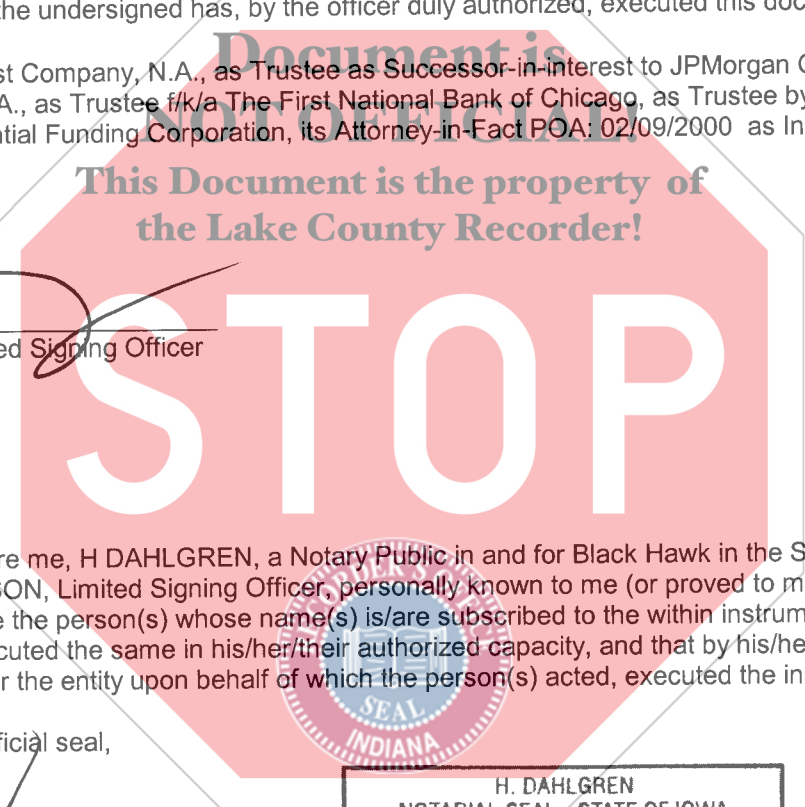 the undersigned has, by the officer duly authorized, executed this doc
Document is
st Company, N.A., as Trustee as Successor-in-interest to JPMorgan C
A., as Trustee f/k/a The First National Bank of Chicago, as Trustee by
NOT OFFICIAL!
ntial Funding Corporation, its Attorney-in-Fact POA: 02/09/2000 as In
This Document is the property of
the Lake County Recorder!
STOP
ed Signing Officer
re me, H DAHLGREN, a Notary Public in and for Black Hawk in the S
SON, Limited Signing Officer, personally known to me (or proved to m
e the person(s) whose name(s) is/are subscribed to the within instrum
cuted the same in his/her/their authorized capacity, and that by his/he
r the entity upon behalf of which the person(s) acted, executed the in
SEAL
INDIANA
ficial seal,
H. DAHLGREN
NOTARIAL SEAL - STATE OF IOWA